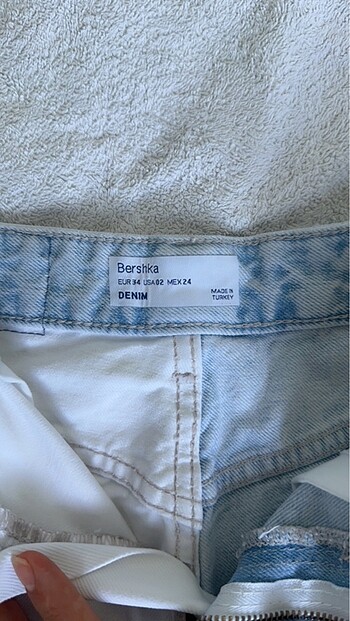 Bershka
EUR 34 USA 02 MEX 24
DENIM
MADE IN
TURKEY